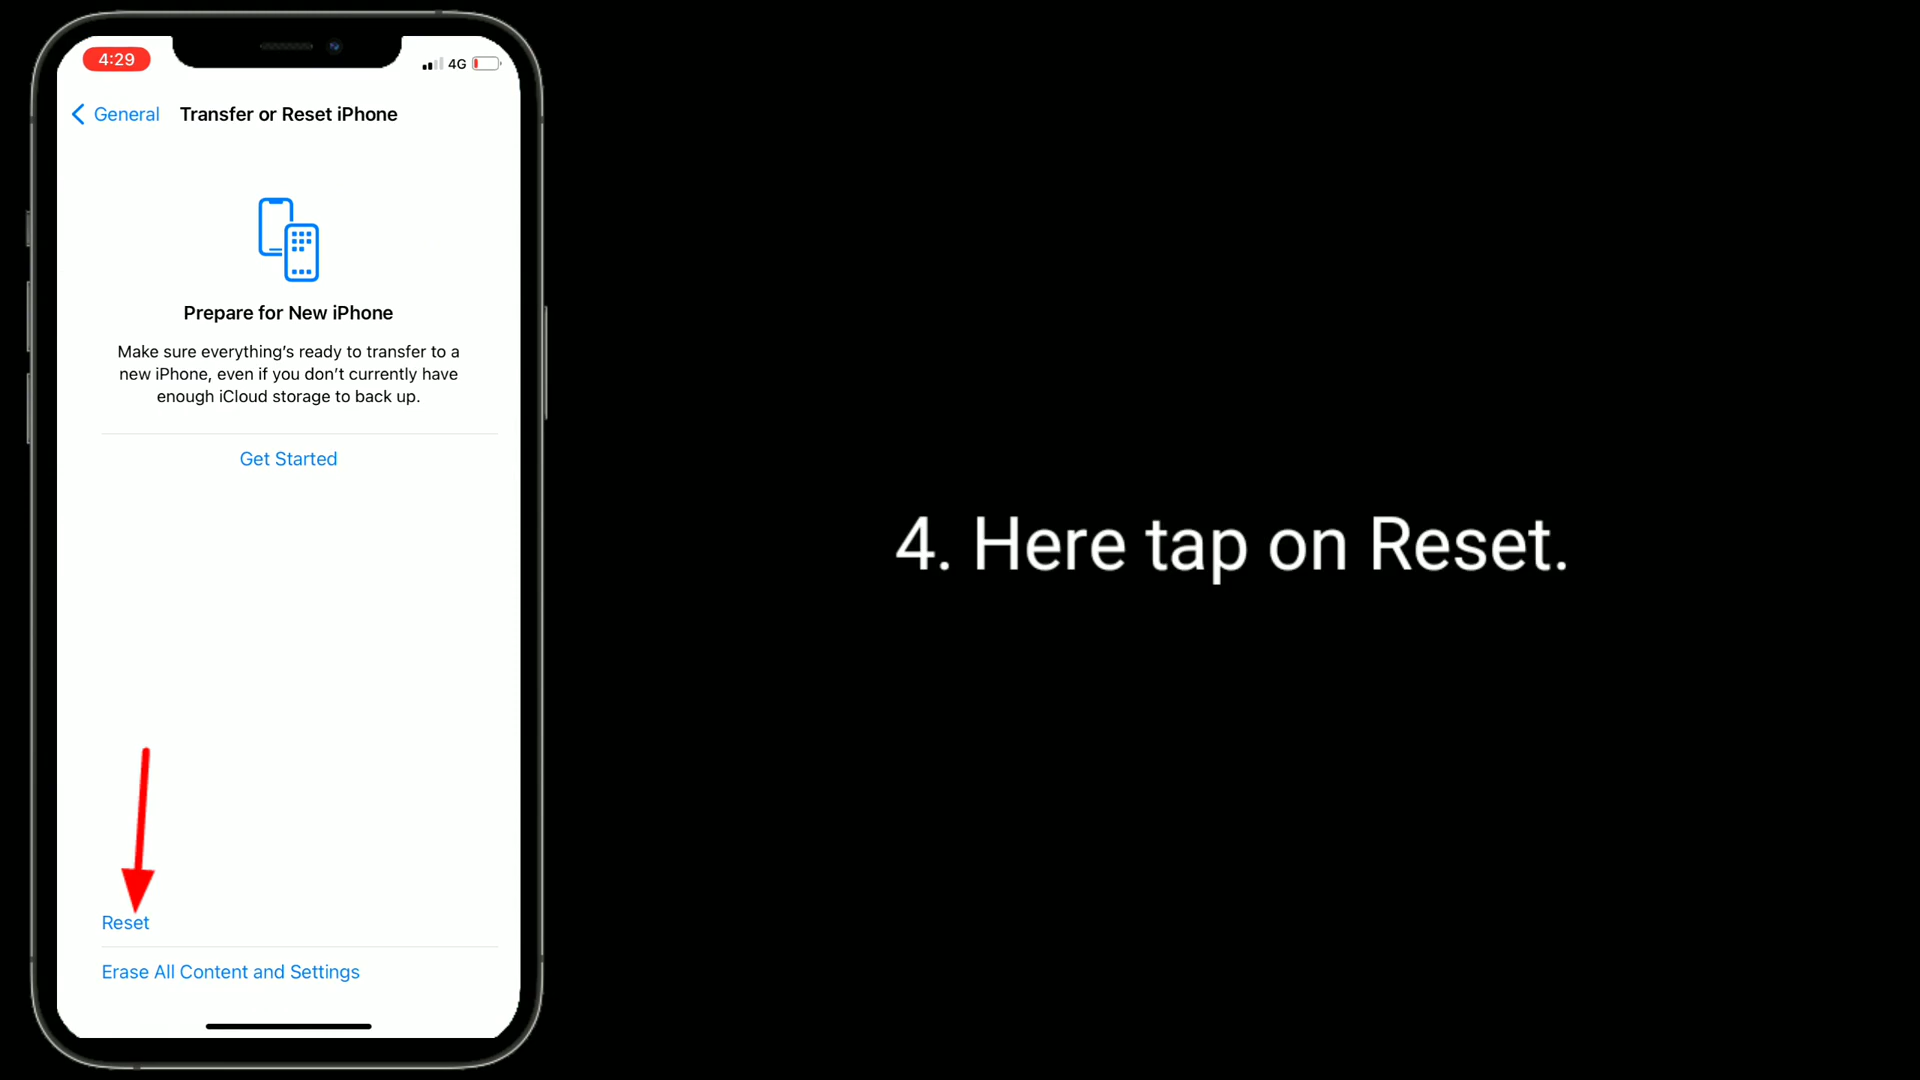 4:29
4G
General
Transfer or Reset iPhone
Prepare for New iPhone
Make sure everything's ready to transfer to a
new iPhone, even if you don't currently have
enough iCloud storage to back up.
Get Started
Reset
Erase All Content and Settings
4. Here tap on Reset.